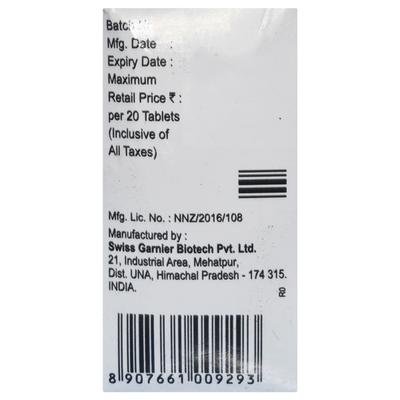 Batch
Mfg. Date :
Expiry Date :
Maximum
Retail Price ₹ :
per 20 Tablets
(Inclusive of
All Taxes)
Mfg. Lic. No. : NNZ/2016/108
Manufactured by :
Swiss Garnier Biotech Pvt. Ltd.
21, Industrial Area, Mehatpur,
Dist. UNA, Himachal Pradesh - 174 315.
INDIA.
R0
8 907661 009293